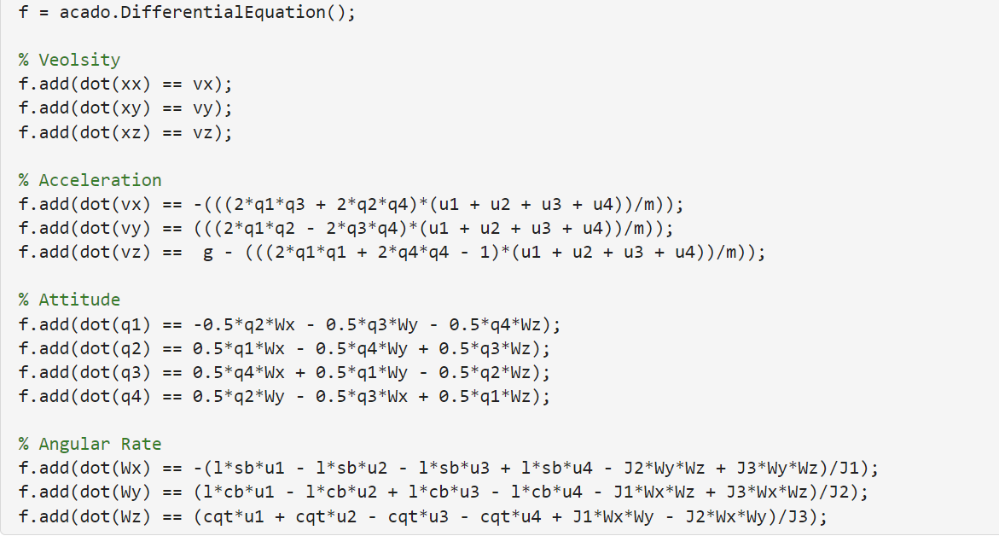 f = acado.DifferentialEquation();
% Veolsity
f.add(dot(xx) == vx);
f.add(dot(xy) == vy);
f.add(dot(xz) == vz);
% Acceleration
f.add(dot(vx) == -(((2*q1*q3 + 2*q2*q4)*(u1 + u2 + u3 + u4))/m));
f.add(dot(vy) == (((2*q1*q2 - 2*q3*q4)*(u1 + u2 + u3 + u4))/m));
f.add(dot(vz) ==  g - (((2*q1*q1 + 2*q4*q4 - 1)*(u1 + u2 + u3 + u4))/m));
% Attitude
f.add(dot(q1) == -0.5*q2*Wx - 0.5*q3*Wy - 0.5*q4*Wz);
f.add(dot(q2) == 0.5*q1*Wx - 0.5*q4*Wy + 0.5*q3*Wz);
f.add(dot(q3) == 0.5*q4*Wx + 0.5*q1*Wy - 0.5*q2*Wz);
f.add(dot(q4) == 0.5*q2*Wy - 0.5*q3*Wx + 0.5*q1*Wz);
% Angular Rate
f.add(dot(Wx) == -(l*sb*u1 - l*sb*u2 - l*sb*u3 + l*sb*u4 - J2*Wy*Wz + J3*Wy*Wz)/J1);
f.add(dot(Wy) == (l*cb*u1 - l*cb*u2 + l*cb*u3 - l*cb*u4 - J1*Wx*Wz + J3*Wx*Wz)/J2);
f.add(dot(Wz) == (cqt*u1 + cqt*u2 - cqt*u3 - cqt*u4 + J1*Wx*Wy - J2*Wx*Wy)/J3);